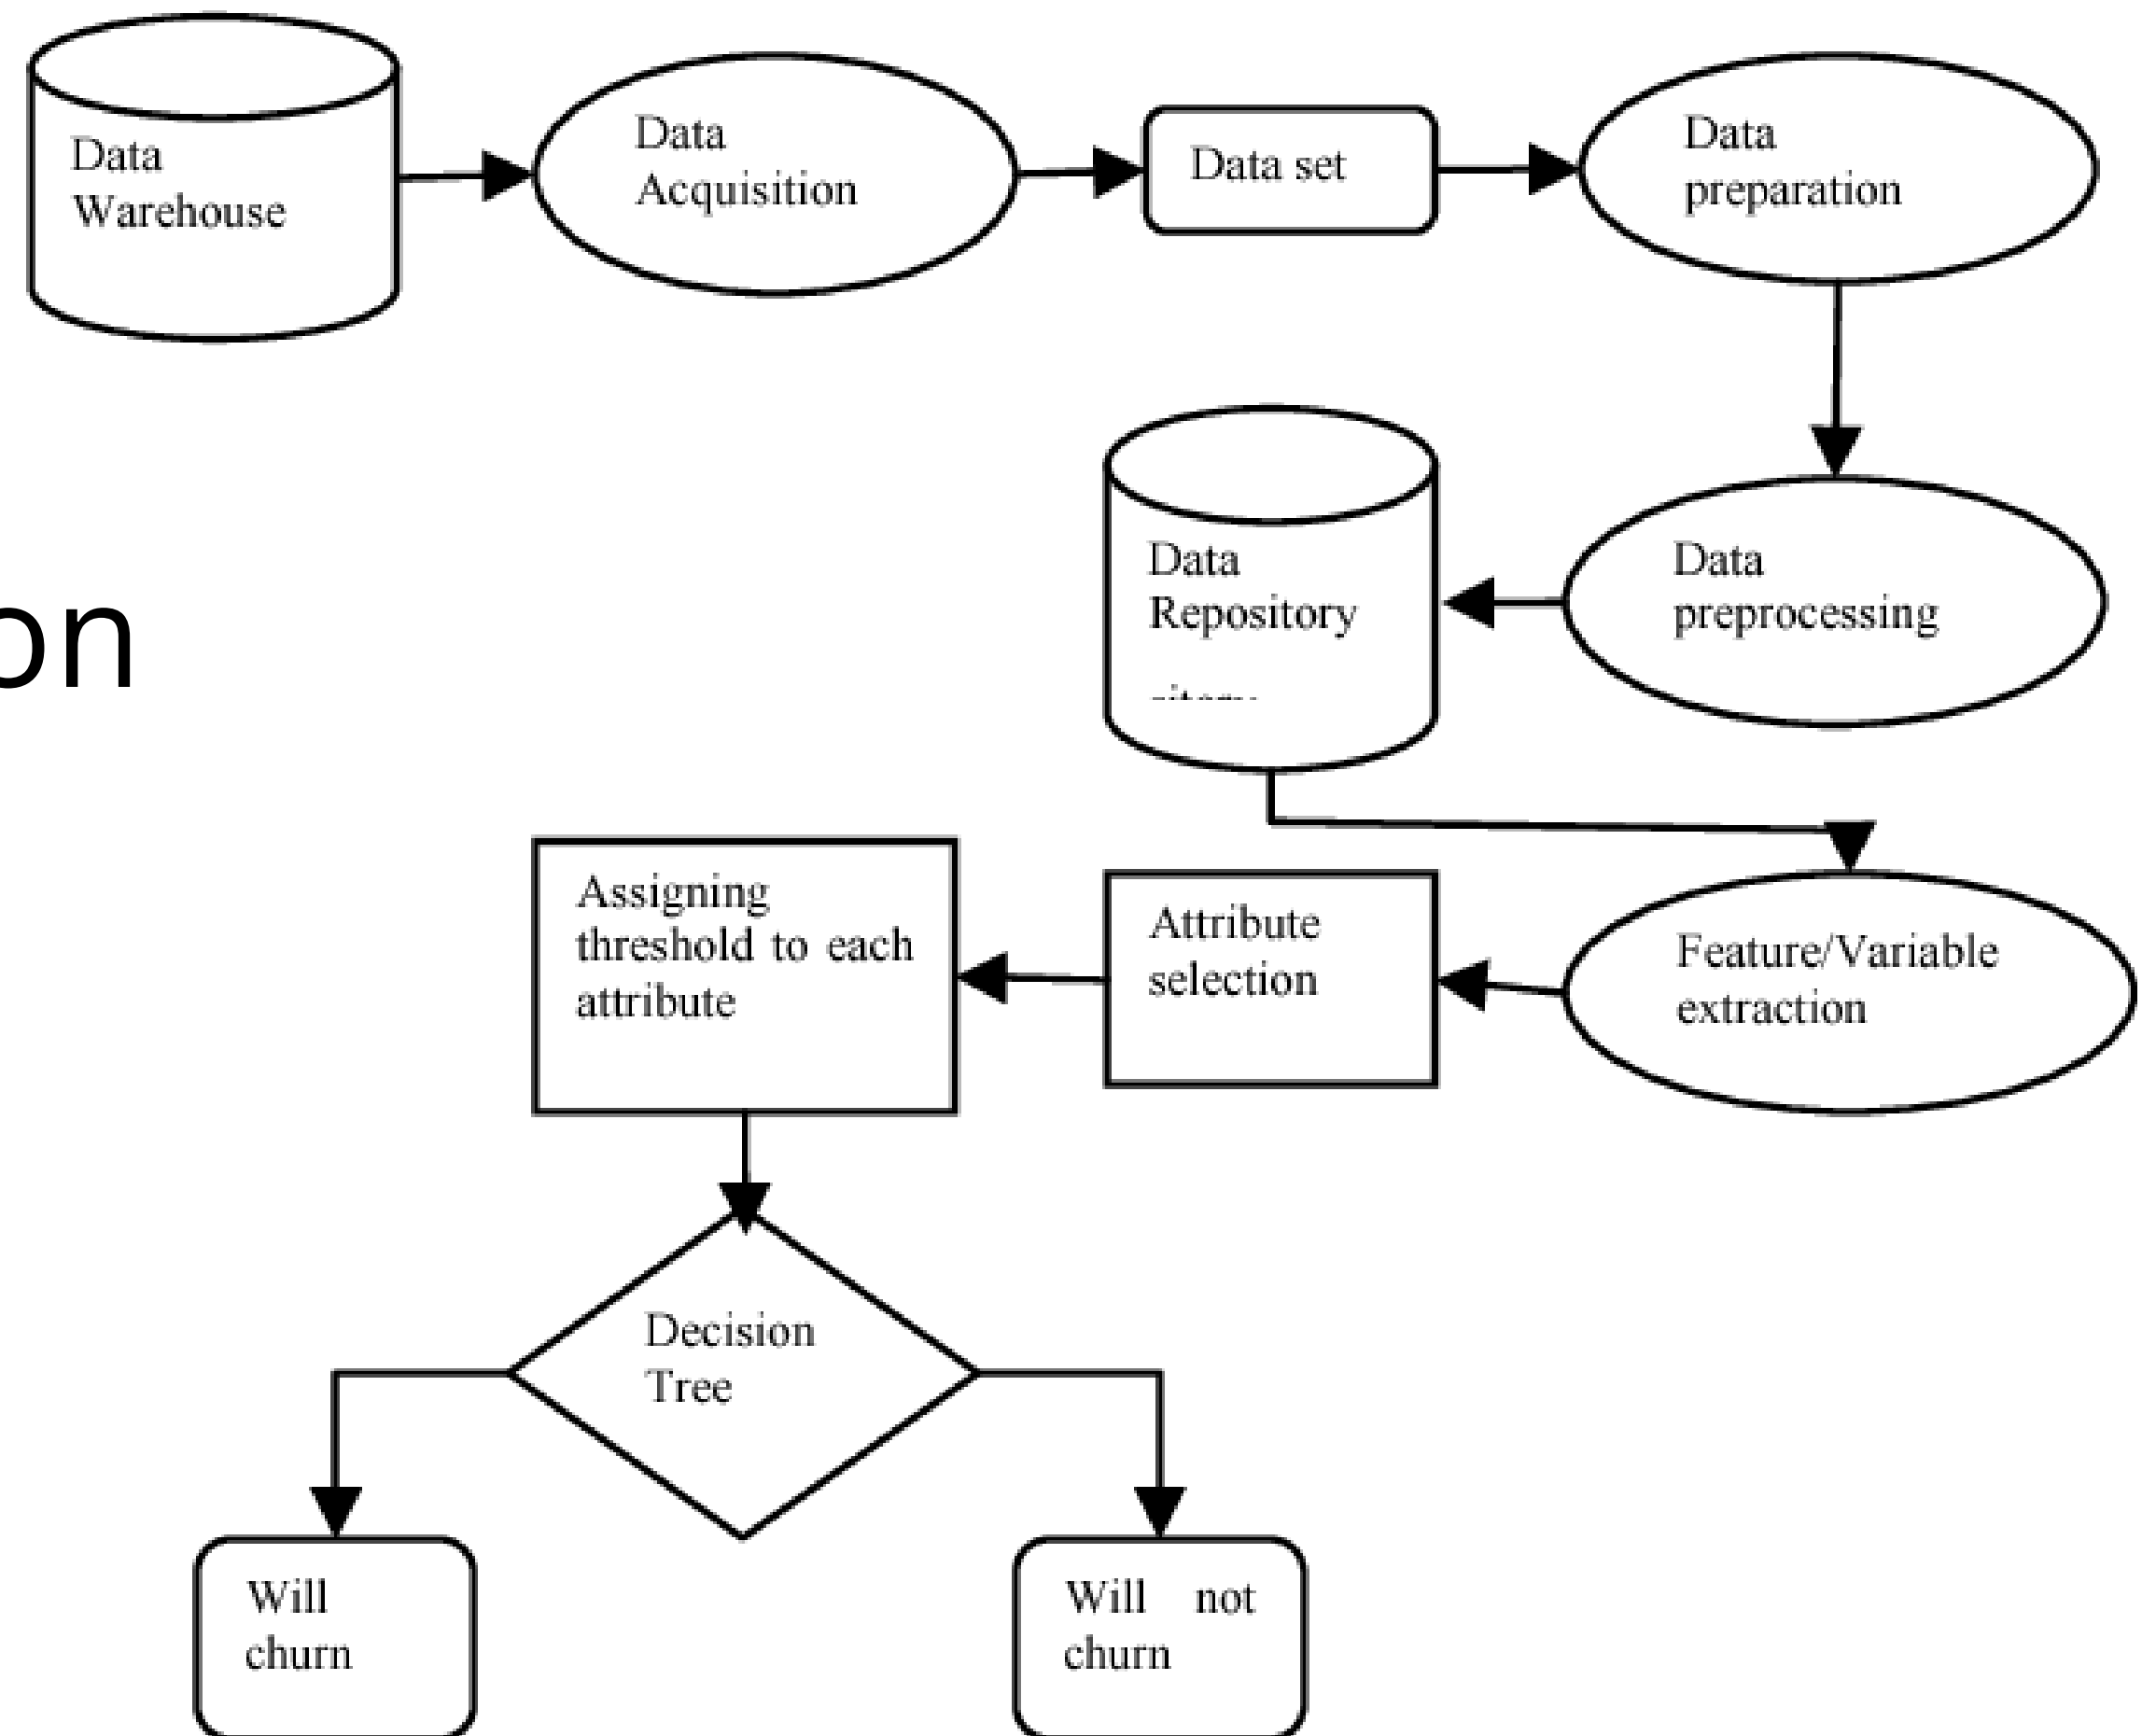 Data
Warehouse
Data
Acquisition
Data set
Data
preparation
Data
Repository
Data
preprocessing
on
Assigning
threshold to each
attribute
Attribute
selection
Feature/Variable
extraction
Decision
Tree
Will
churn
Will not
churn